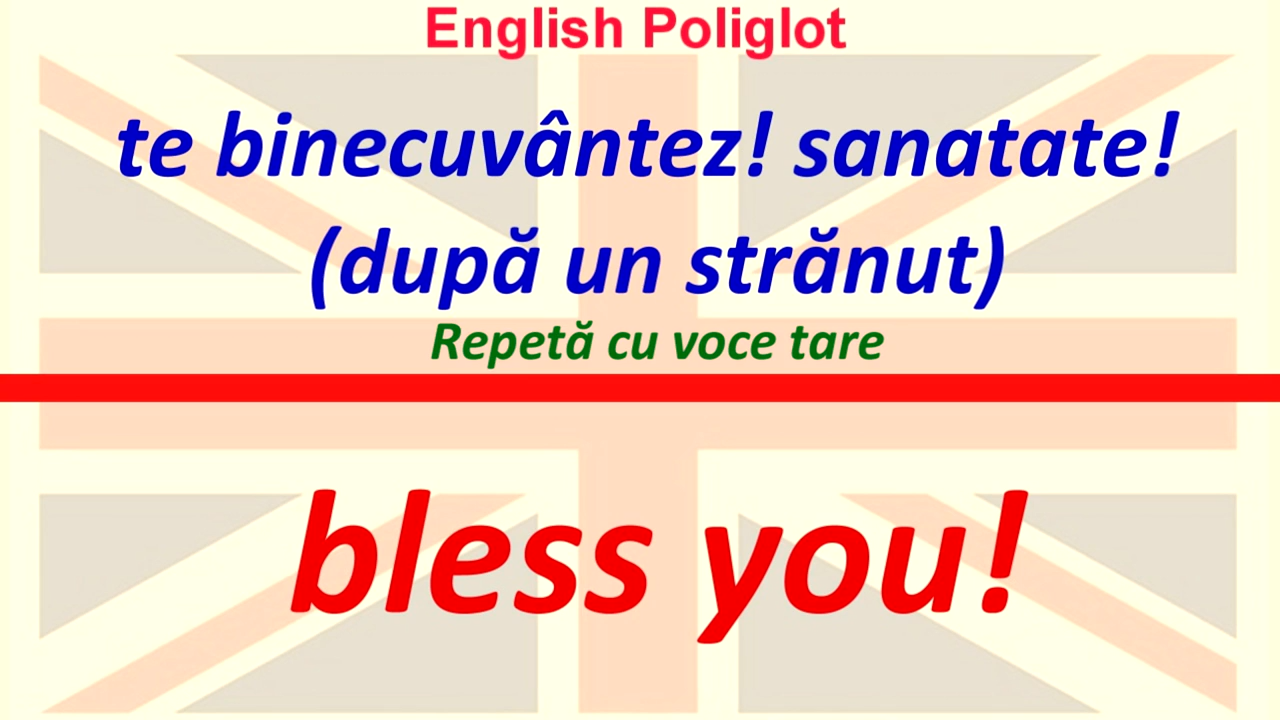 English Poliglot
te binecuvântez! sanatate!
(după un strănut)
Repetă cu voce tare
bless you!